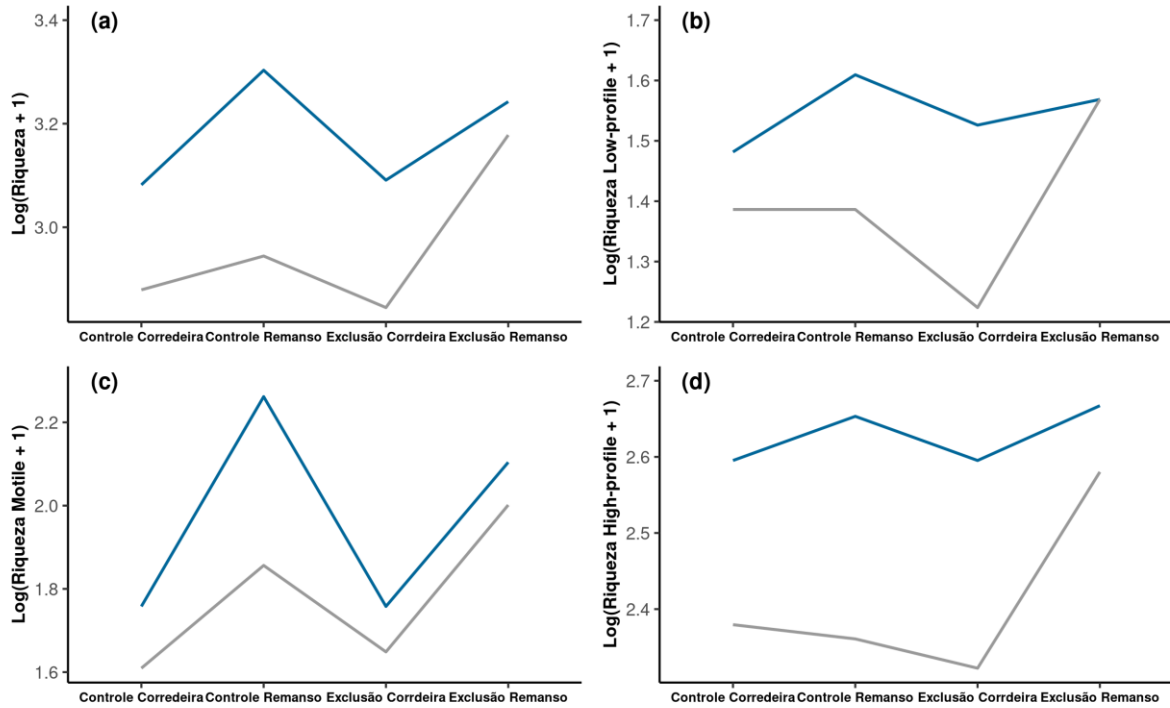 (a)
Log(Riqueza + 1)
3.4
3.2
3.0
Controle Corredeira Controle Remanso Exclusão Corrdeira Exclusão Remanso
(b)
Log(Riqueza Low-profile + 1)
1.7
1.6
1.5
1.4
1.3
1.2
Controle Corredeira Controle Remanso Exclusão Corrdeira Exclusão Remanso
(c)
Log(Riqueza Motile + 1)
2.2
2.0
1.8
1.6
Controle Corredeira Controle Remanso Exclusão Corrdeira Exclusão Remanso
(d)
Log(Riqueza High-profile + 1)
2.7
2.6
2.5
2.4
Controle Corredeira Controle Remanso Exclusão Corrdeira Exclusão Remanso